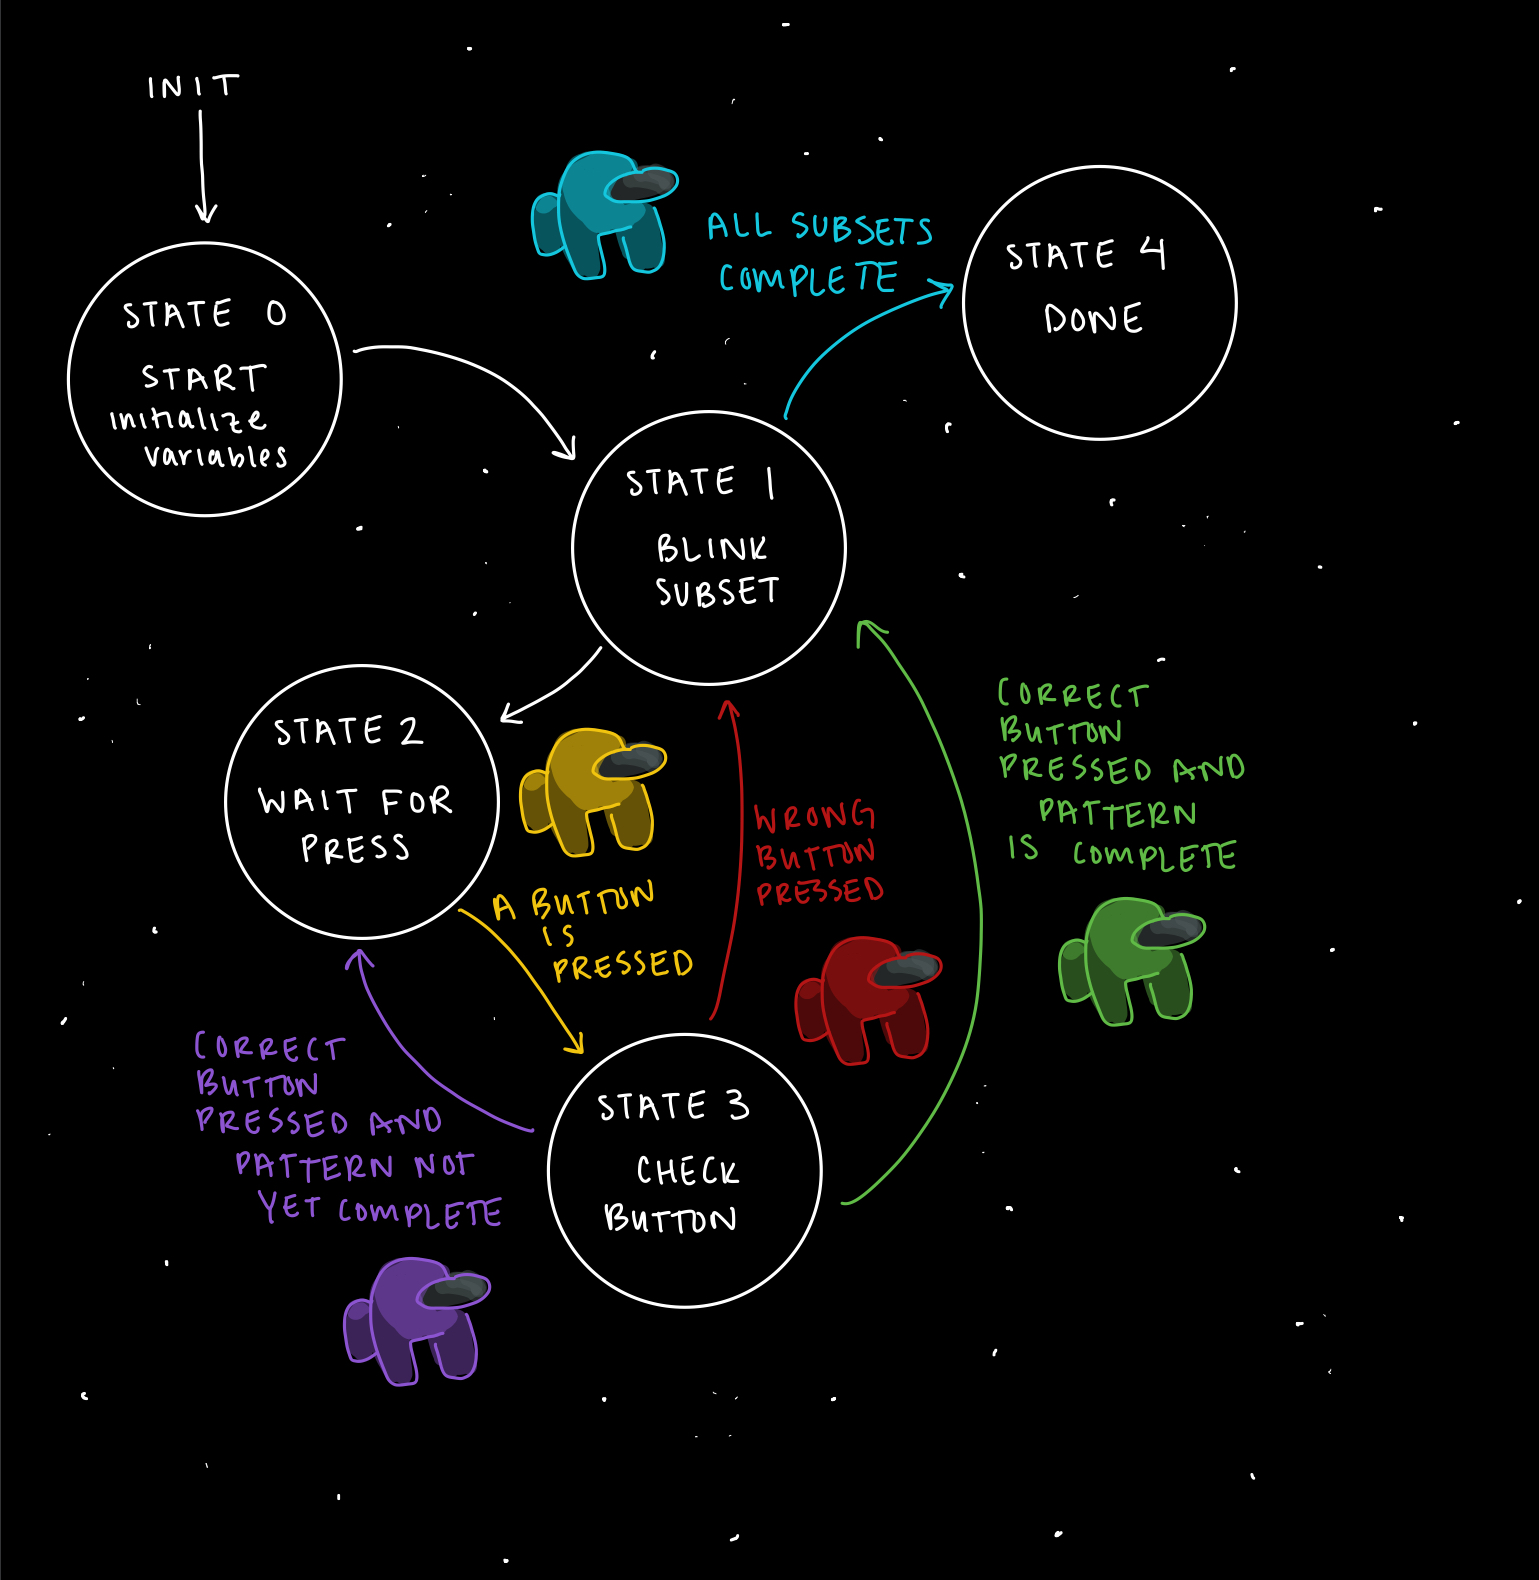 INIT
STATE 0
START
initialize
variables
ALL SUBSETS
COMPLETE
STATE 4
DONE
STATE 1
BLINK
SUBSET
STATE 2
WAIT FOR
PRESS
A BUTTON
IS
PRESSED
WRONG
BUTTON
PRESSED
CORRECT
BUTTON
PRESSED AND
PATTERN
IS COMPLETE
CORRECT
BUTTON
PRESSED AND
PATTERN NOT
YET COMPLETE
STATE 3
CHECK
BUTTON